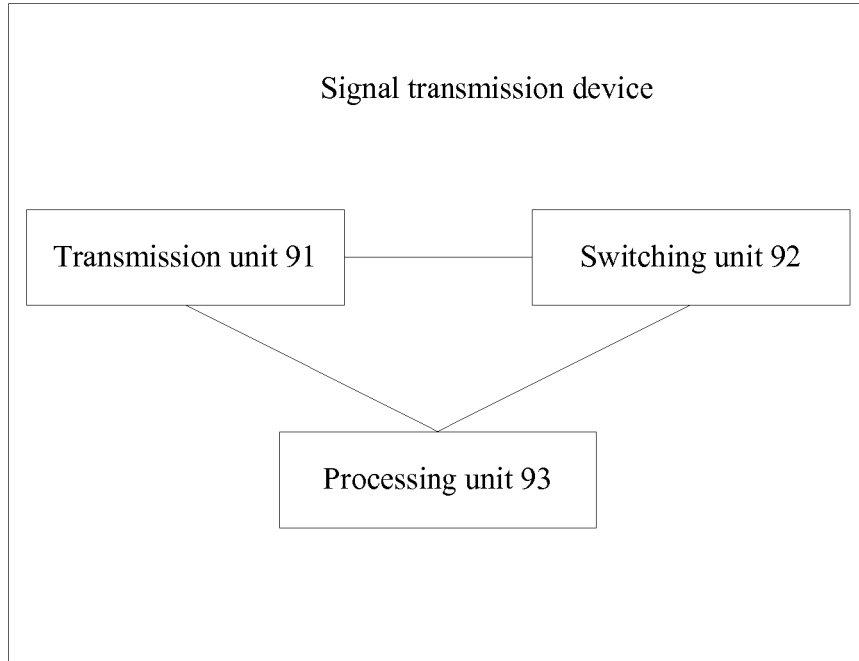 Signal transmission device
Transmission unit 91
Switching unit 92
Processing unit 93